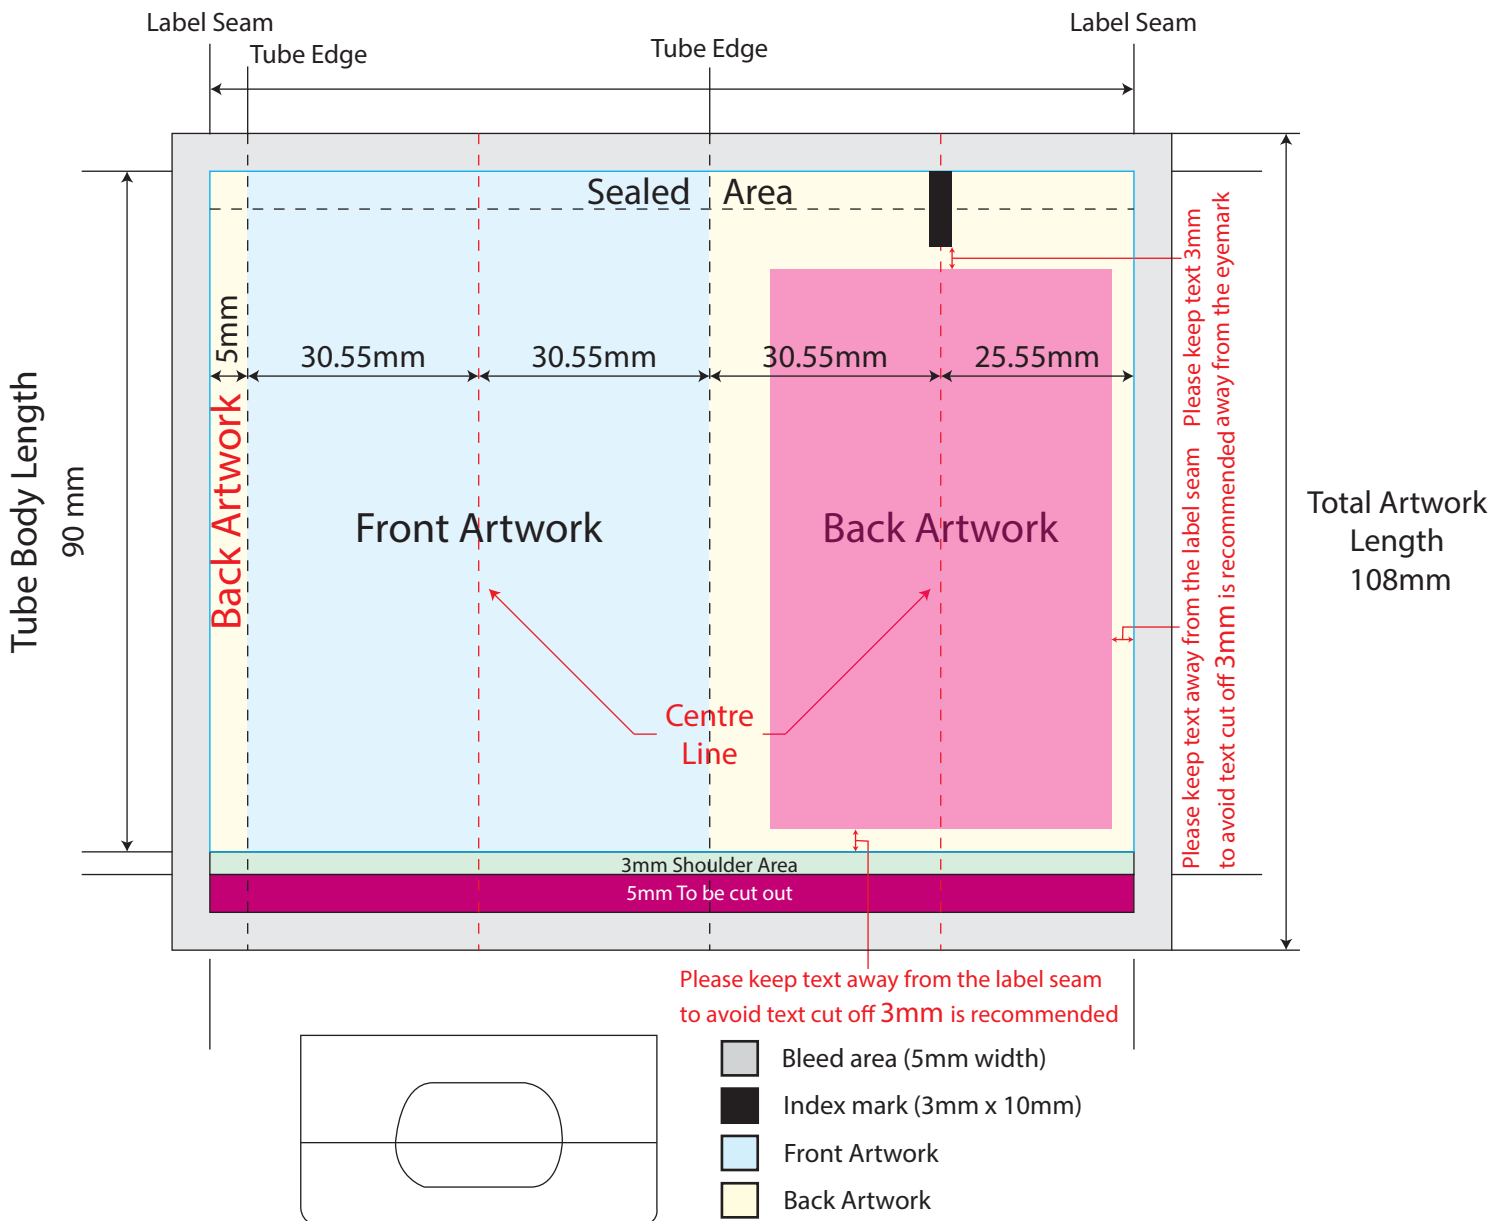 Label Seam
Label Seam
Tube Edge
Tube Edge
Sealed Area
5mm
30.55mm
30.55mm
30.55mm
25.55mm
Tube Body Length
90 mm
Back Artwork
Front Artwork
Back Artwork
Centre
Line
Please keep text 3mm
away from the eyemark
Please keep text away from the label seam
to avoid text cut off 3mm is recommended
Total Artwork
Length
108mm
3mm Shoulder Area
5mm To be cut out
Please keep text away from the label seam
to avoid text cut off 3mm is recommended
Bleed area (5mm width)
Index mark (3mm x 10mm)
Front Artwork
Back Artwork